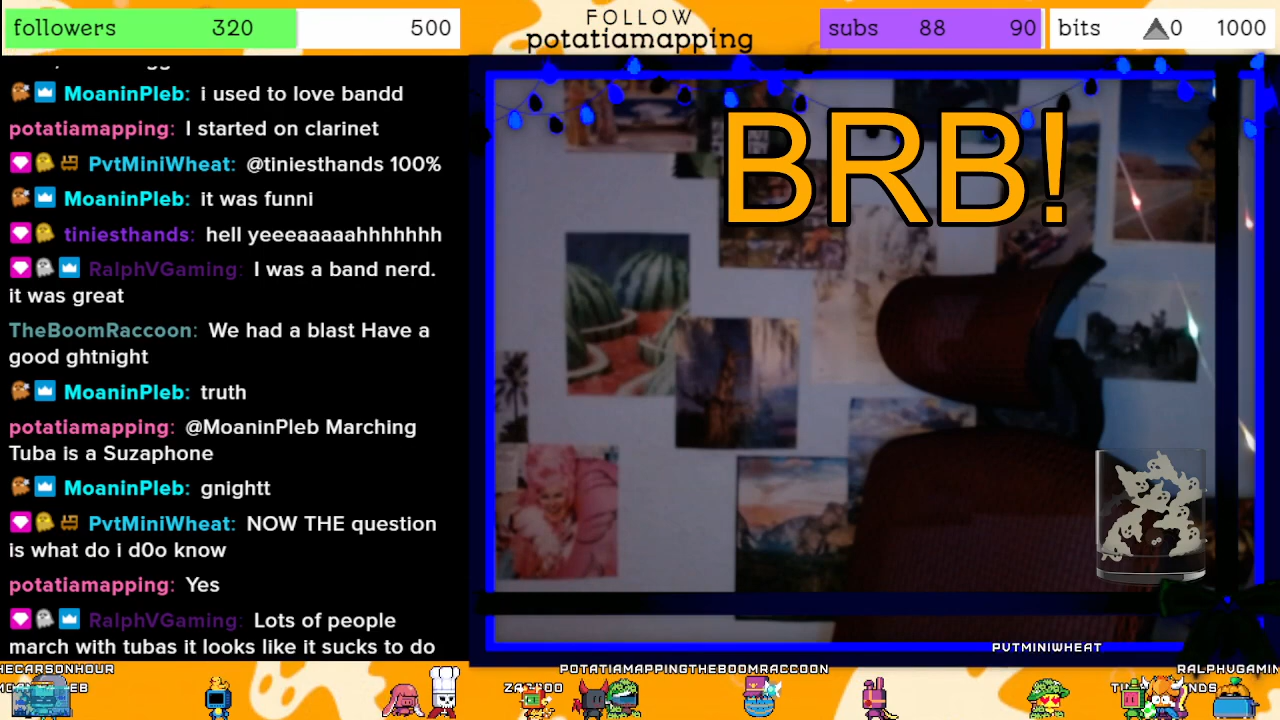 followers 320 500
FOLLOW
potatiamapping
subs 88 90
bits 0 1000
BRB!
MoaninPleb: i used to love bandd
potatiamapping: I started on clarinet
PvtMiniWheat: @tiniesthands 100%
MoaninPleb: it was funni
tiniesthands: hell yeeeaaaaahhhhhhh
RalphVGaming: I was a band nerd.
it was great
TheBoomRaccoon: We had a blast Have a
good ghtnight
MoaninPleb: truth
potatiamapping: @MoaninPleb Marching
Tuba is a Suzaphone
MoaninPleb: gnightt
PvtMiniWheat: NOW THE question
is what do i d0o know
potatiamapping: Yes
RalphVGaming: Lots of people
march with tubas it looks like it sucks to do
PVTMINIWHEAT
HECARSONHOUR
POTATIAMAPPINGTHEBOOMRACCOON
RALPHVGAMIN